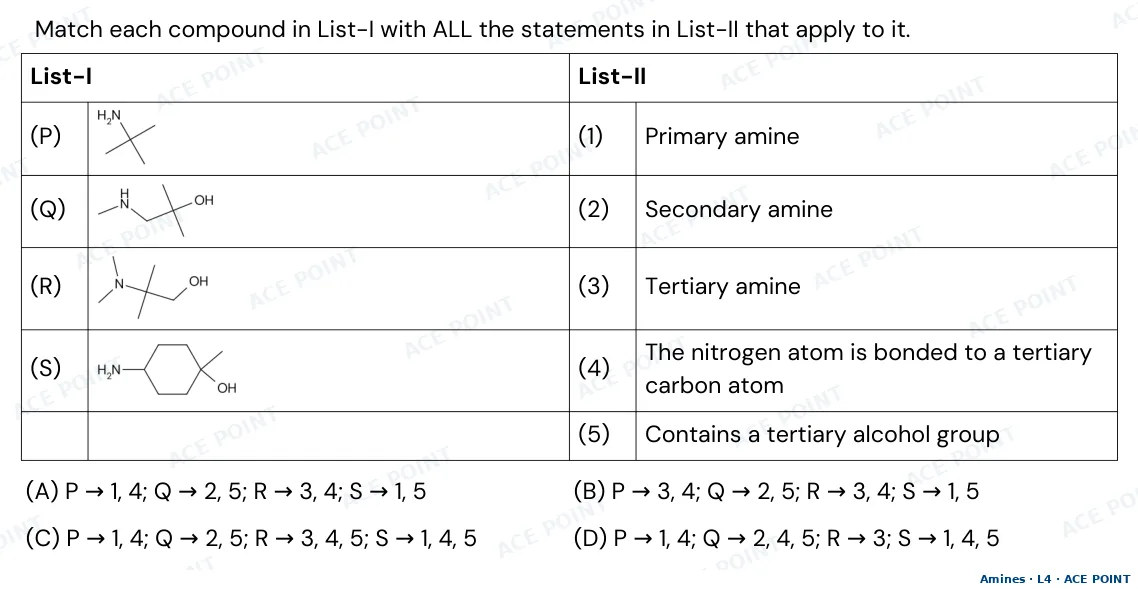 Match each compound in List-I with ALL the statements in List-II that apply to it.
List-I List-II
(P) H₂N (1) Primary amine
(Q) H N OH (2) Secondary amine
(R) N OH (3) Tertiary amine
(S) H₂N OH (4) The nitrogen atom is bonded to a tertiary
carbon atom
(5) Contains a tertiary alcohol group
(A) P → 1, 4; Q → 2, 5; R → 3, 4; S → 1, 5 (B) P → 3, 4; Q → 2, 5; R → 3, 4; S → 1, 5
(C) P → 1, 4; Q → 2, 5; R → 3, 4, 5; S → 1, 4, 5 (D) P → 1, 4; Q → 2, 4, 5; R → 3; S → 1, 4, 5
Amines · L4 · ACE POINT
ACE POINT